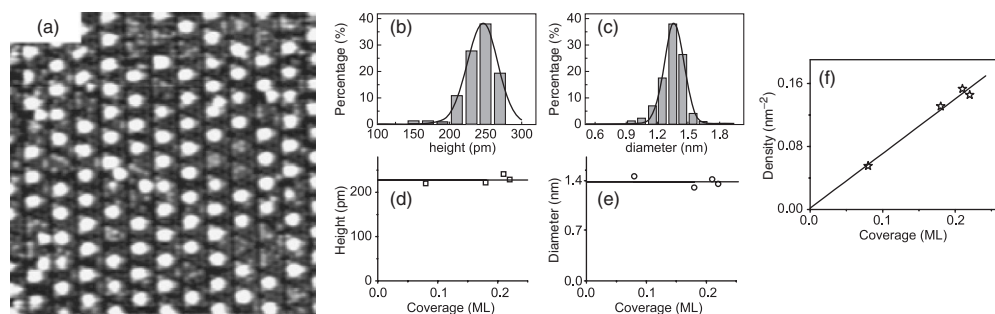 (a)
(b)
40
30
20
10
0
Percentage (%)
100
150
200
250
300
height (pm)
(c)
40
30
20
10
0
Percentage (%)
0.6
0.9
1.2
1.5
1.8
diameter (nm)
(d)
200
0
Height (pm)
0.0
0.1
0.2
Coverage (ML)
(e)
1.4
0.7
0.0
Diameter (nm)
0.0
0.1
0.2
Coverage (ML)
(f)
0.16
0.08
0.00
Density (nm⁻²)
0.0
0.1
0.2
Coverage (ML)